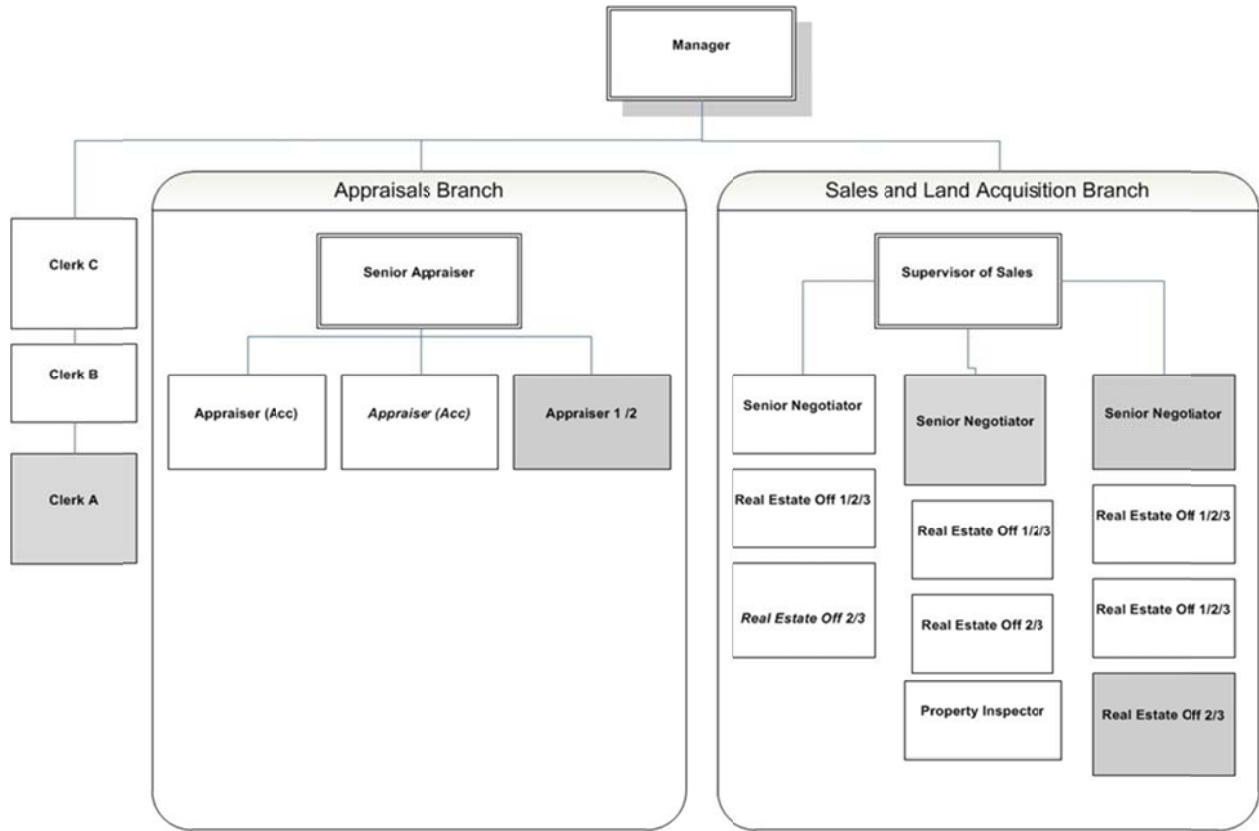 Manager
Appraisals Branch
Sales and Land Acquisition Branch
Clerk C
Clerk B
Clerk A
Senior Appraiser
Appraiser (Acc)
Appraiser (Acc)
Appraiser 1 /2
Supervisor of Sales
Senior Negotiator
Real Estate Off 1/2/3
Real Estate Off 2/3
Senior Negotiator
Real Estate Off 1/2/3
Real Estate Off 2/3
Property Inspector
Senior Negotiator
Real Estate Off 1/2/3
Real Estate Off 1/2/3
Real Estate Off 2/3